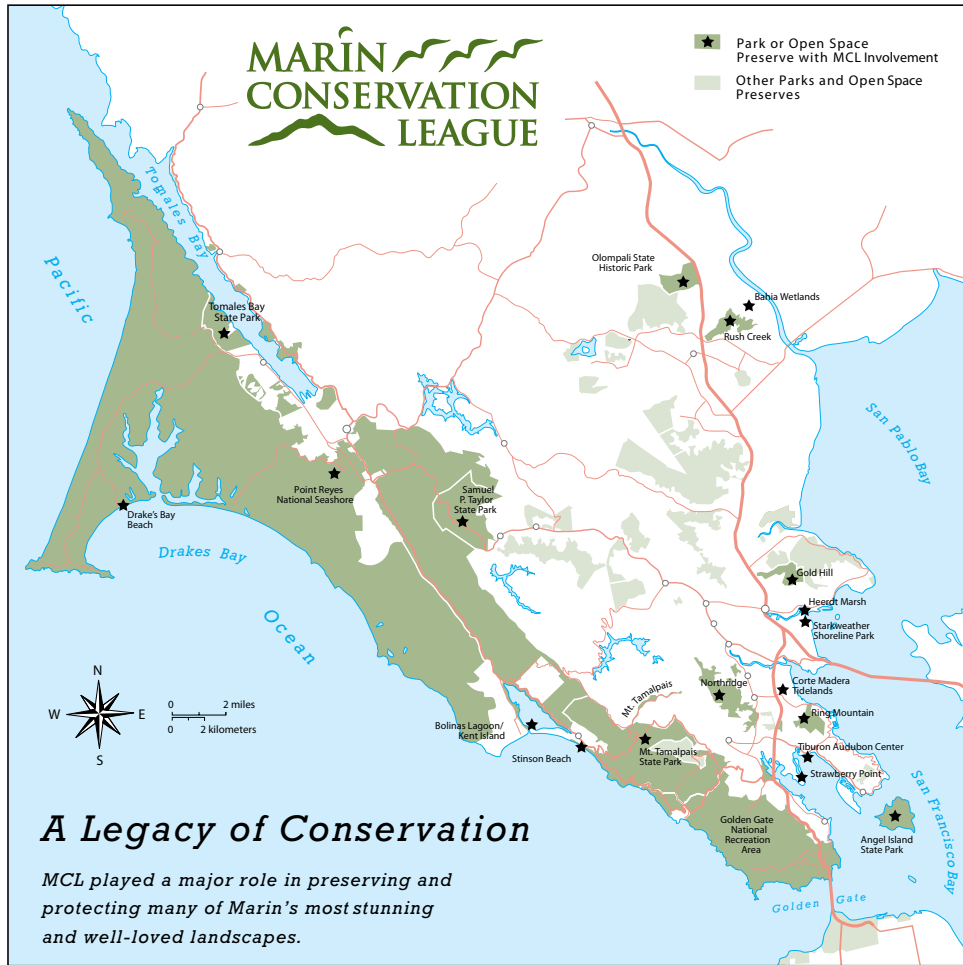 MARIN
CONSERVATION
LEAGUE
Park or Open Space
Preserve with MCL Involvement
Other Parks and Open Space
Preserves
Tomales Bay
Pacific
Olompali State
Historic Park
Bahia Wetlands
Rush Creek
Tomales Bay
State Park
San Pablo Bay
Point Reyes
National Seashore
Samuel
P. Taylor
State Park
Drake's Bay
Beach
Drakes Bay
Gold Hill
Heerdt Marsh
Starkweather
Shoreline Park
Ocean
N
W
E
S
0
2 miles
0
2 kilometers
Mt. Tamalpais
Northridge
Corte Madera
Tidelands
Ring Mountain
Bolinas Lagoon/
Kent Island
Stinson Beach
Mt. Tamalpais
State Park
Tiburon Audubon Center
Strawberry Point
San Francisco Bay
Golden Gate
National
Recreation
Area
Angel Island
State Park
Golden Gate
A Legacy of Conservation
MCL played a major role in preserving and
protecting many of Marin's most stunning
and well-loved landscapes.